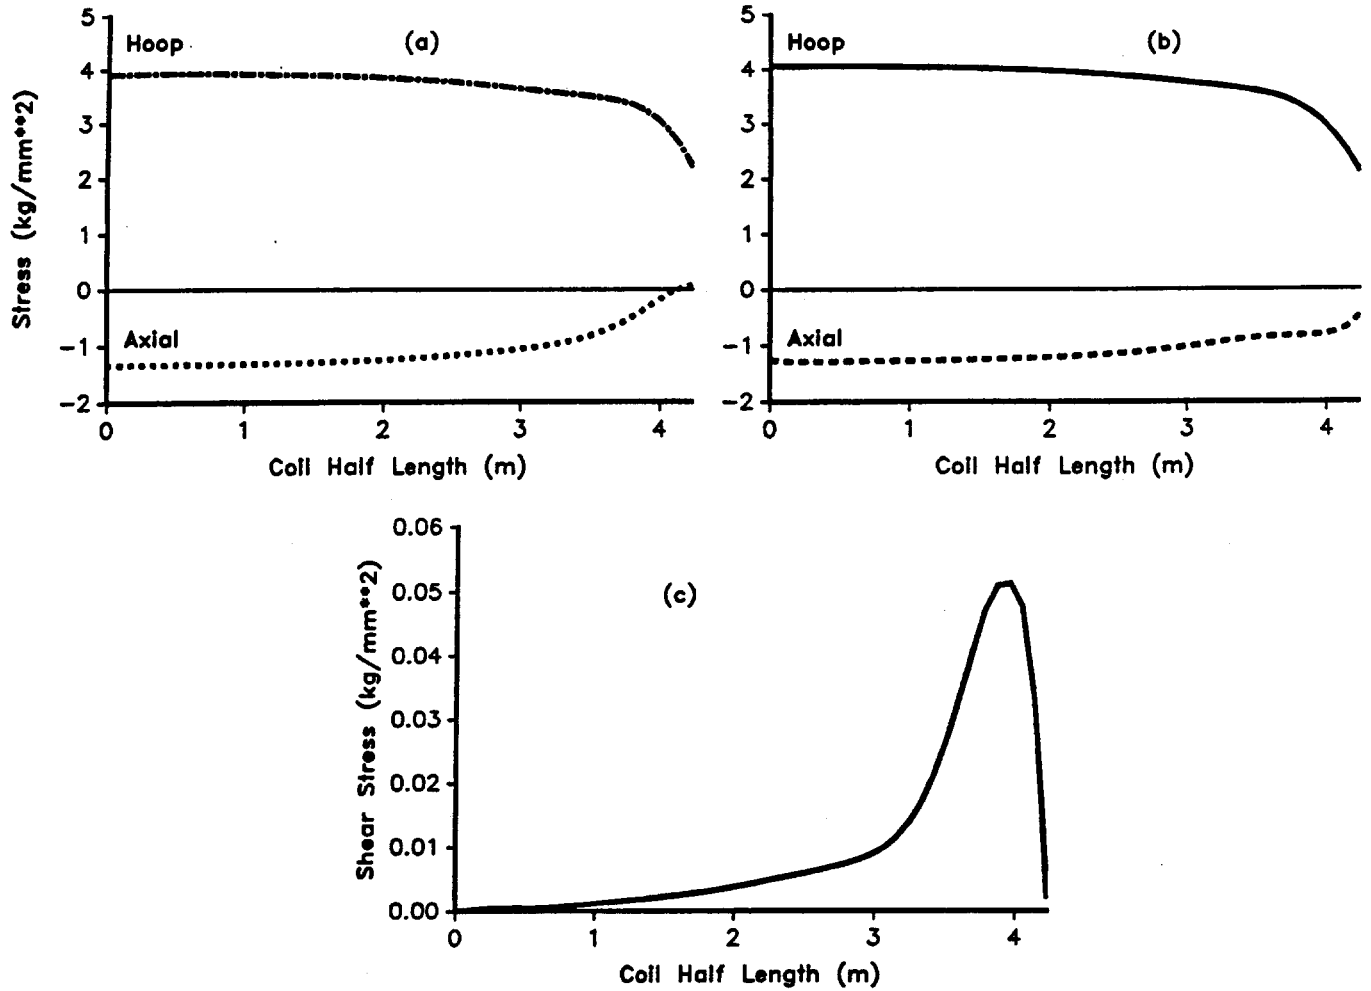 5
4
3
2
1
0
−1
−2
Stress (kg/mm**2)
Hoop
(a)
Axial
0 1 2 3 4
Coil Half Length (m)
5
4
3
2
1
0
−1
−2
Hoop
(b)
Axial
0 1 2 3 4
Coil Half Length (m)
0.06
0.05
0.04
0.03
0.02
0.01
0.00
Shear Stress (kg/mm**2)
(c)
0 1 2 3 4
Coil Half Length (m)